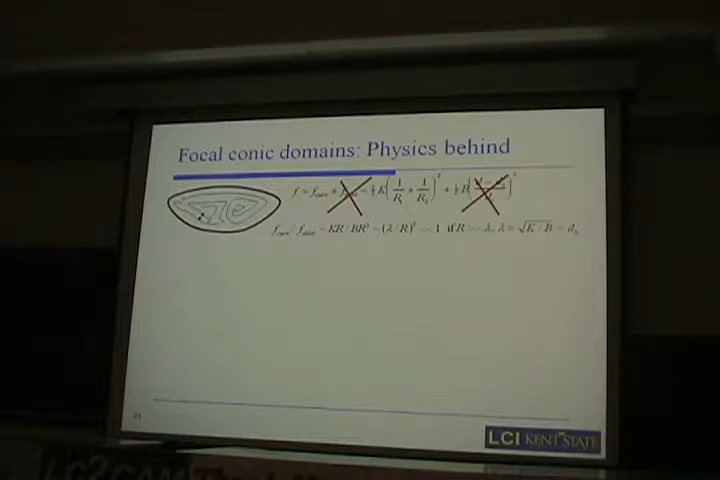 Focal conic domains: Physics behind
f = f_curv + f_dilat = ½ K( 1/R₁ + 1/R₂ )² + ½ B( )²
f_curv / f_dilat ~ KR / BR³ ~ (λ / R)² << 1 if R >> λ, λ = √K / B ~ d₀
LCI KENT STATE